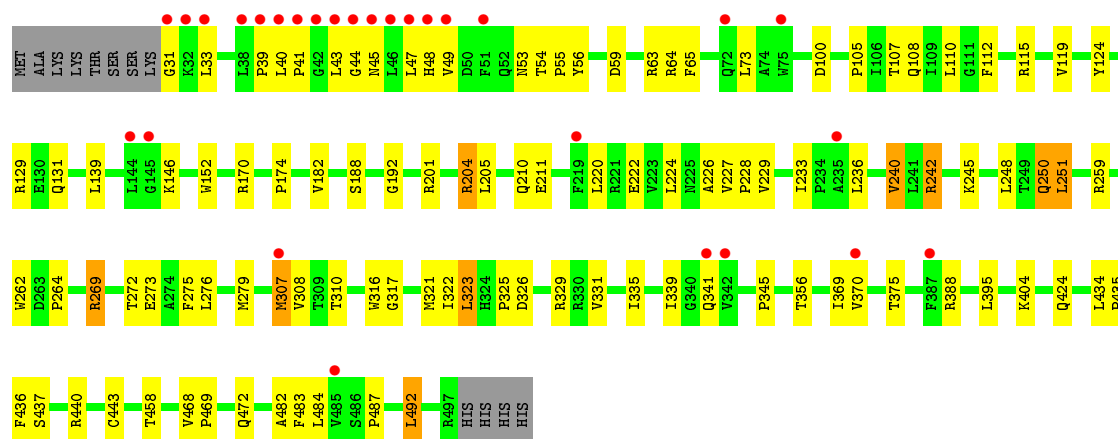 MET ALA LYS LYS THR SER SER LYS G31 K32 L33 L38 P39 L40 P41 G42 L43 G44 N45 L46 L47 H48 V49 D50 F51 Q52 N53 T54 P55 Y56 D59 R63 R64 F65 Q72 L73 A74 W75 D100 P105 I106 T107 Q108 I109 L110 G111 F112 R115 V119 Y124
R129 E130 Q131 L139 L144 G145 K146 W152 R170 P174 V182 S188 G192 R201 R204 L205 Q210 E211 F219 L220 R221 E222 V223 L224 N225 A226 V227 P228 V229 I233 P234 A235 L236 V240 L241 R242 K245 L248 T249 Q250 L251 R259
W262 D263 P264 R269 T272 E273 A274 F275 L276 M279 M307 V308 T309 T310 W316 G317 M321 I322 L323 H324 P325 D326 R329 R330 V331 I335 I339 G340 Q341 V342 P345 T356 I369 V370 T375 F387 R388 L395 K404 Q424 L434
F436 S437 R440 C443 T458 V468 P469 Q472 A482 F483 L484 V485 S486 P487 L492 R497 HIS HIS HIS HIS